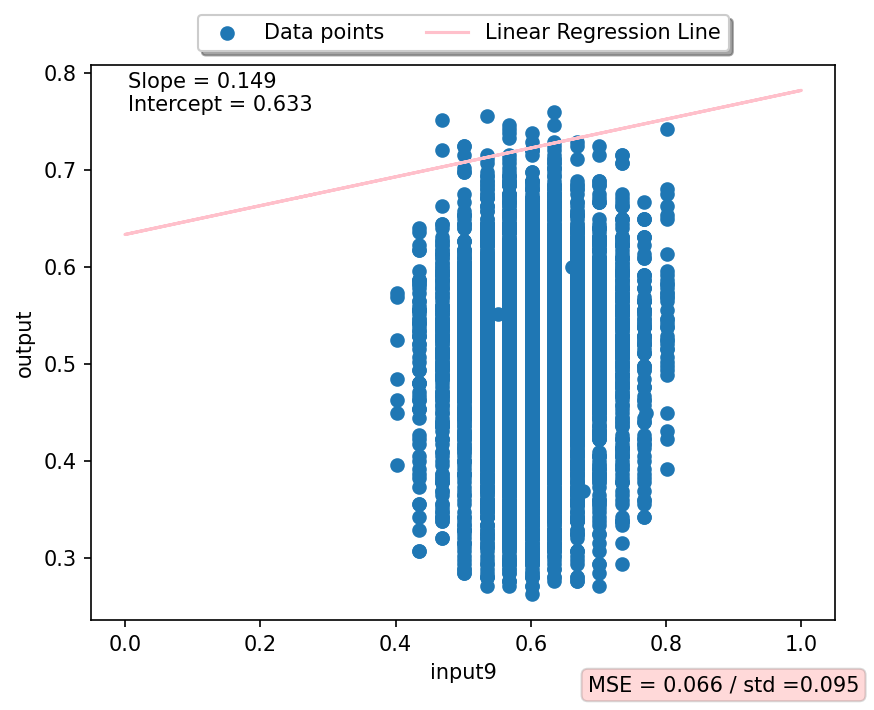 Data points
Linear Regression Line
Slope = 0.149
Intercept = 0.633
0.8
0.7
0.6
0.5
0.4
0.3
output
0.0 0.2 0.4 0.6 0.8 1.0
input9
MSE = 0.066 / std =0.095